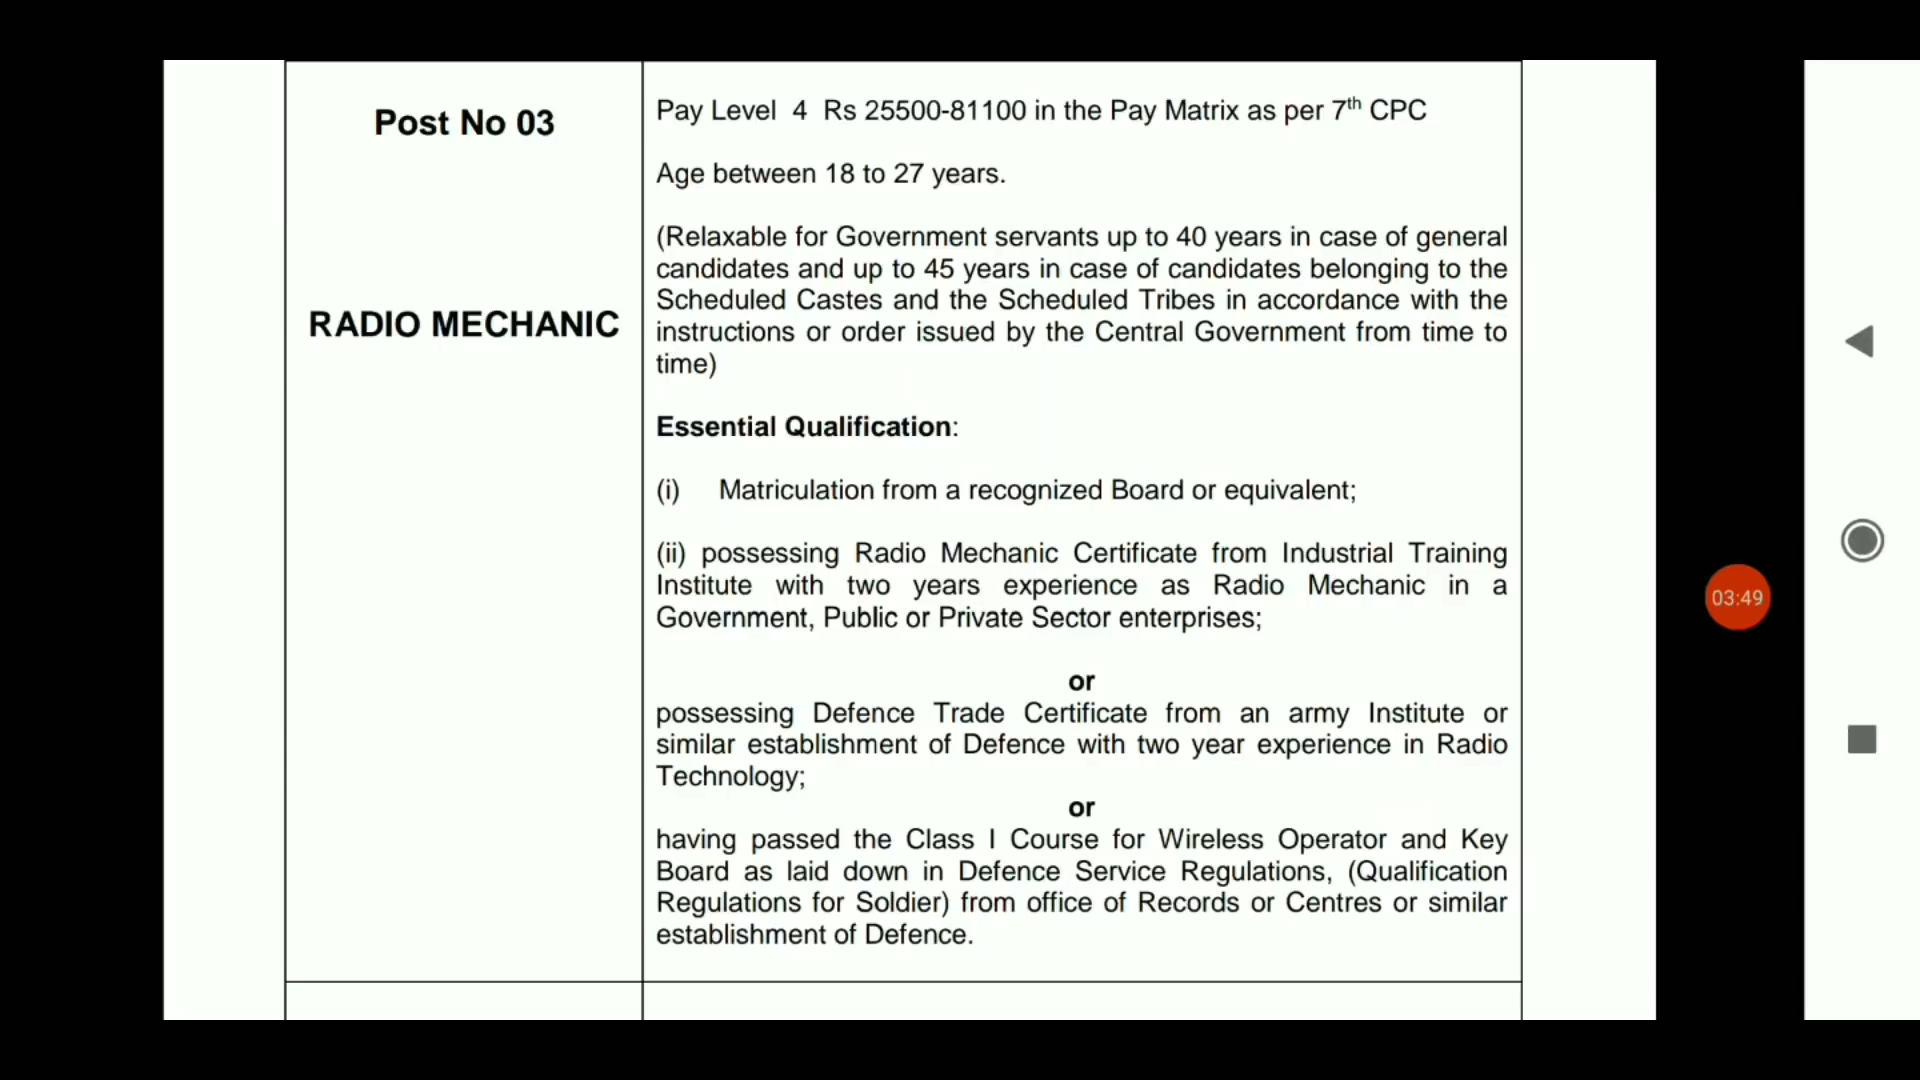 Post No 03
RADIO MECHANIC
Pay Level 4 Rs 25500-81100 in the Pay Matrix as per 7th CPC
Age between 18 to 27 years.
(Relaxable for Government servants up to 40 years in case of general
candidates and up to 45 years in case of candidates belonging to the
Scheduled Castes and the Scheduled Tribes in accordance with the
instructions or order issued by the Central Government from time to
time)
Essential Qualification:
(i) Matriculation from a recognized Board or equivalent;
(ii) possessing Radio Mechanic Certificate from Industrial Training
Institute with two years experience as Radio Mechanic in a
Government, Public or Private Sector enterprises;
or
possessing Defence Trade Certificate from an army Institute or
similar establishment of Defence with two year experience in Radio
Technology;
or
having passed the Class I Course for Wireless Operator and Key
Board as laid down in Defence Service Regulations, (Qualification
Regulations for Soldier) from office of Records or Centres or similar
establishment of Defence.
03:49